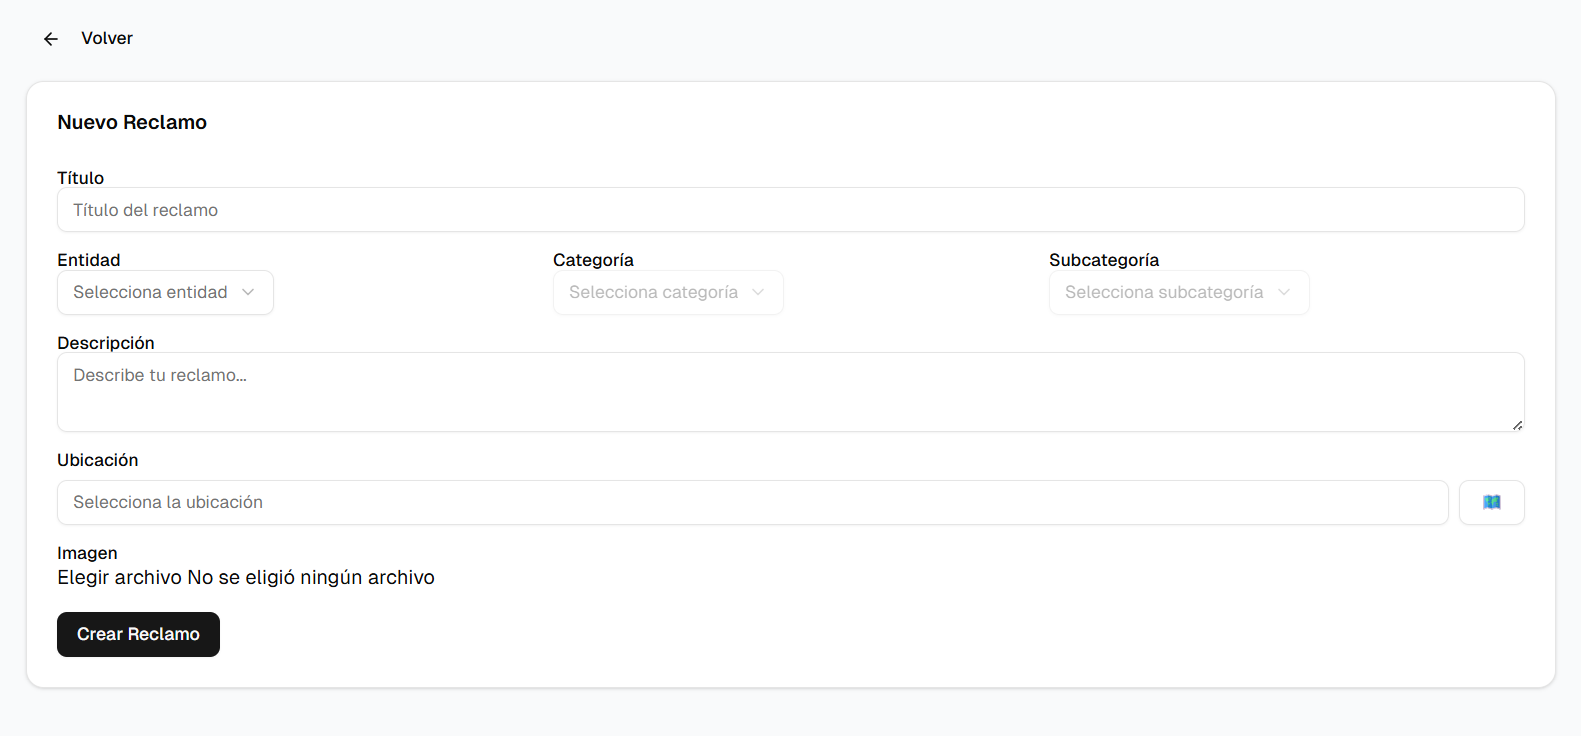 Volver
Nuevo Reclamo
Título
Título del reclamo
Entidad Categoría Subcategoría
Selecciona entidad Selecciona categoría Selecciona subcategoría
Descripción
Describe tu reclamo...
Ubicación
Selecciona la ubicación
Imagen
Elegir archivo No se eligió ningún archivo
Crear Reclamo